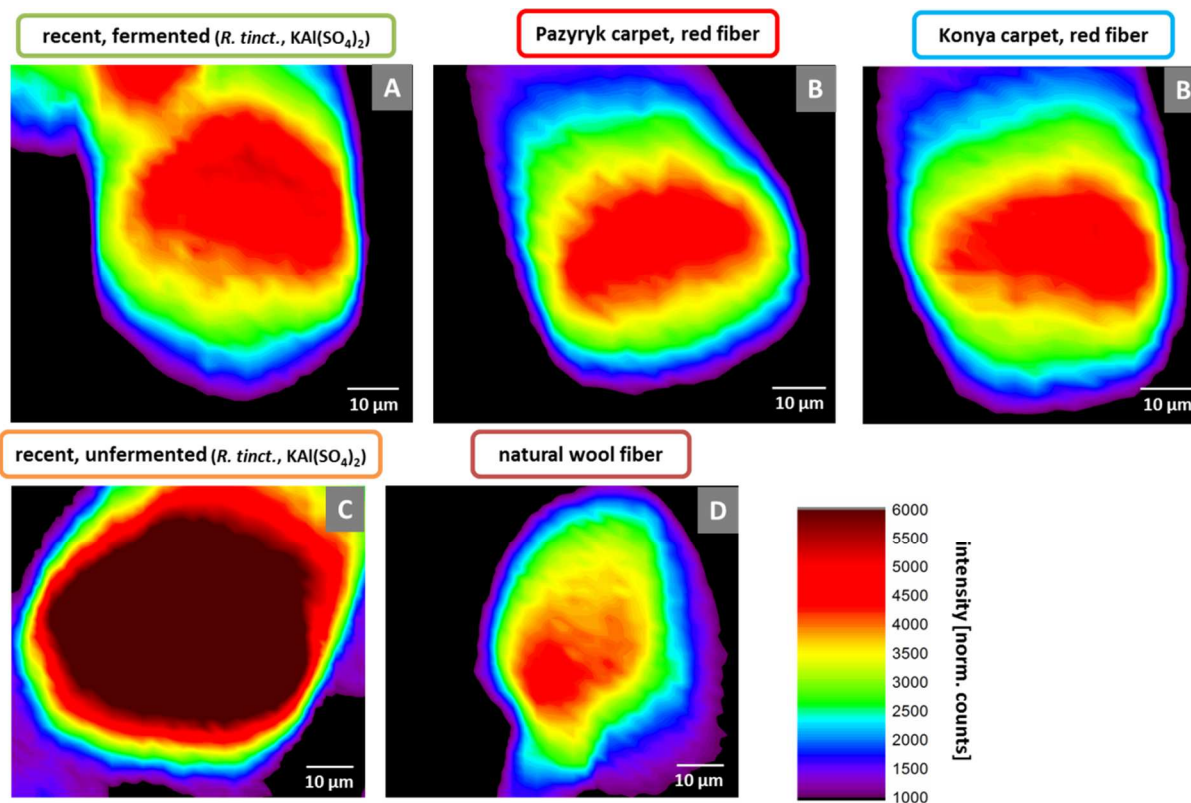 recent, fermented (R. tinct., KAl(SO₄)₂)
Pazyryk carpet, red fiber
Konya carpet, red fiber
A
B
B
10 µm
10 µm
10 µm
recent, unfermented (R. tinct., KAl(SO₄)₂)
natural wool fiber
C
D
10 µm
10 µm
6000
5500
5000
4500
4000
3500
3000
2500
2000
1500
1000
intensity [norm. counts]